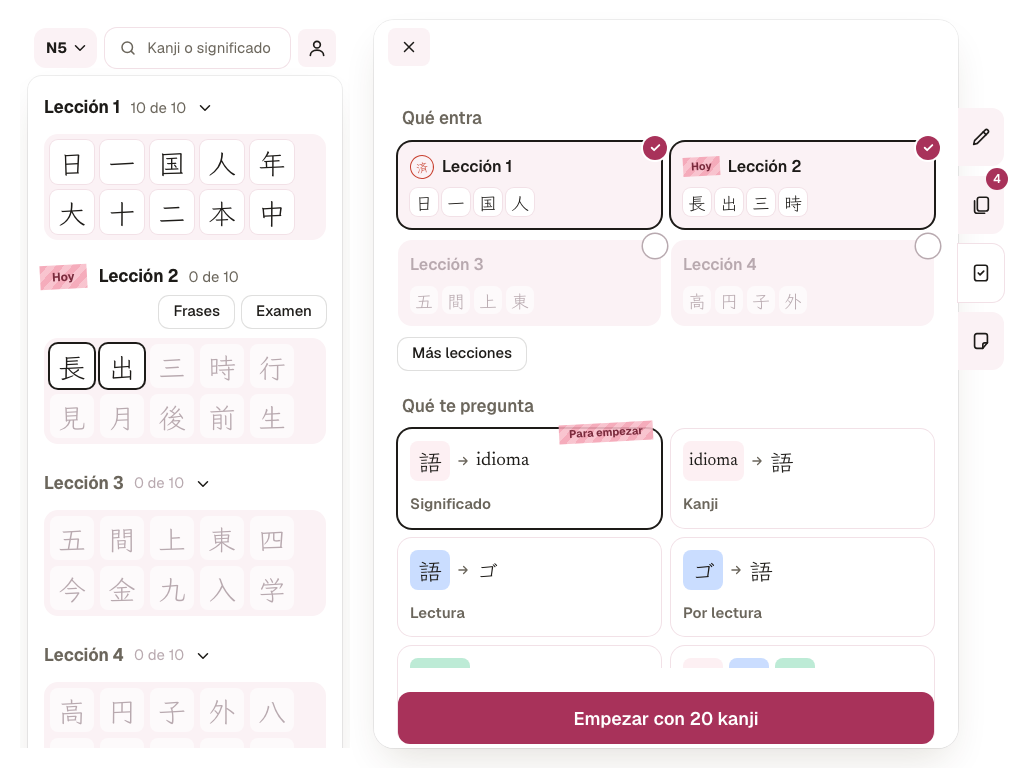 N5
Kanji o significado
Lección 1 10 de 10
日 一 国 人 年
大 十 二 本 中
Hoy Lección 2 0 de 10
Frases Examen
長 出 三 時 行
見 月 後 前 生
Lección 3 0 de 10
五 間 上 東 四
今 金 九 入 学
Lección 4 0 de 10
高 円 子 外 八
Qué entra
済 Lección 1
日 一 国 人
Hoy Lección 2
長 出 三 時
Lección 3
五 間 上 東
Lección 4
高 円 子 外
Más lecciones
Qué te pregunta
Para empezar
語 → idioma
Significado
idioma → 語
Kanji
語 → ゴ
Lectura
ゴ → 語
Por lectura
Empezar con 20 kanji
4